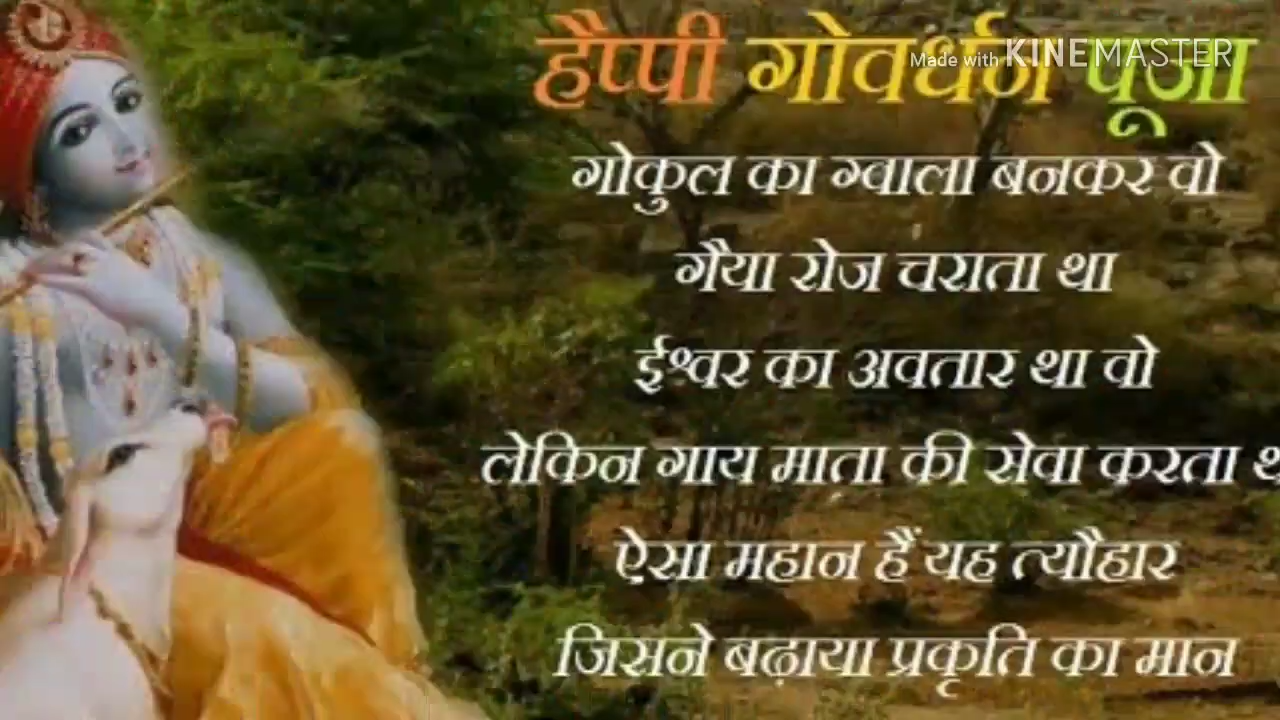 हैप्पी गोवर्धन पूजा
Made with KINEMASTER
गोकुल का ग्वाला बनकर वो
गैया रोज चराता था
ईश्वर का अवतार था वो
लेकिन गाय माता की सेवा करता
ऐसा महान हैं यह त्यौहार
जिसने बढ़ाया प्रकृति का मान